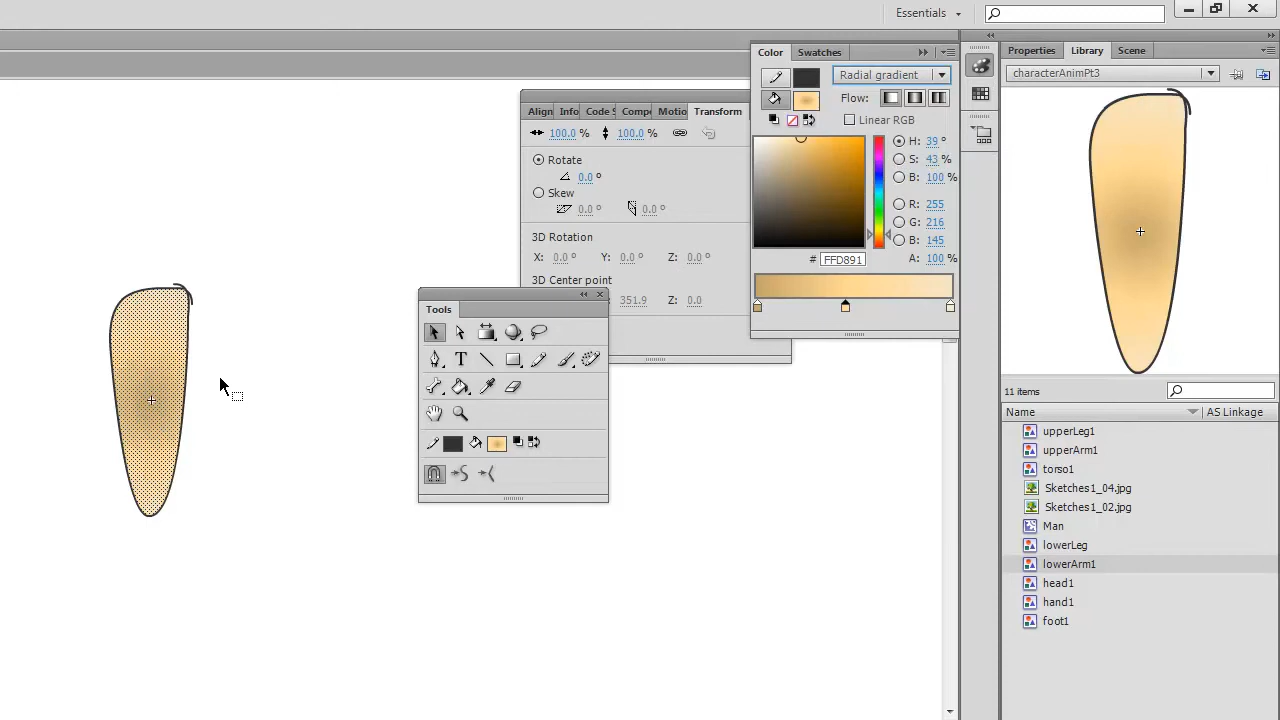 Essentials
Color
Swatches
Radial gradient
Flow:
Linear RGB
H: 39 °
S: 43 %
B: 100 %
R: 255
G: 216
B: 145
A: 100 %
# FFD891
Align Info Code S Comp Motio Transform
100.0 % 100.0 %
Rotate
0.0 °
Skew
0.0 ° 0.0 °
3D Rotation
X: 0.0 ° Y: 0.0 ° Z: 0.0 °
3D Center point
351.9 Z: 0.0
Tools
T
Properties Library Scene
characterAnimPt3
11 items
Name AS Linkage
upperLeg1
upperArm1
torso1
Sketches1_04.jpg
Sketches1_02.jpg
Man
lowerLeg
lowerArm1
head1
hand1
foot1